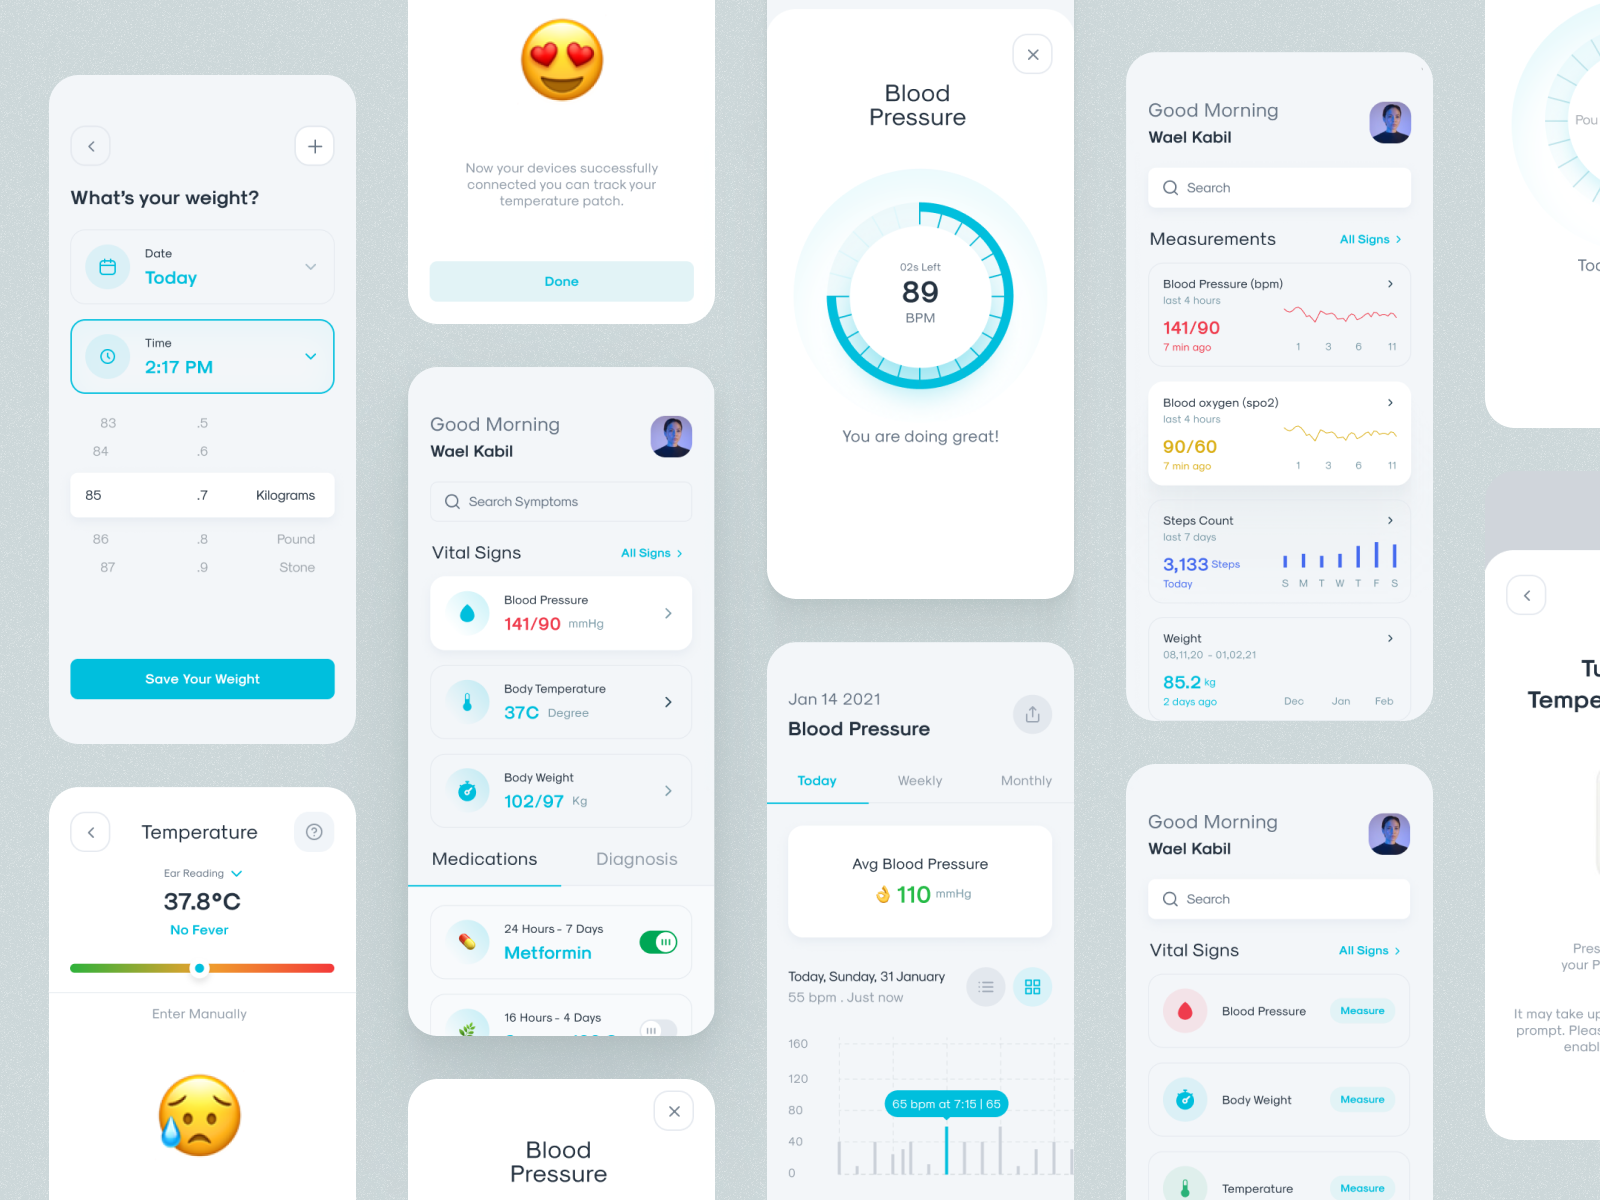 What's your weight?
Date
Today
Time
2:17 PM
83 .5
84 .6
85 .7 Kilograms
86 .8 Pound
87 .9 Stone
Save Your Weight
Temperature
Ear Reading
37.8°C
No Fever
Enter Manually
Now your devices successfully
connected you can track your
temperature patch.
Done
Good Morning
Wael Kabil
Search Symptoms
Vital Signs All Signs
Blood Pressure
141/90 mmHg
Body Temperature
37C Degree
Body Weight
102/97 Kg
Medications Diagnosis
24 Hours - 7 Days
Metformin
16 Hours - 4 Days
Blood
Pressure
Blood
Pressure
02s Left
89
BPM
You are doing great!
Jan 14 2021
Blood Pressure
Today Weekly Monthly
Avg Blood Pressure
110 mmHg
Today, Sunday, 31 January
55 bpm . Just now
160
120
80
65 bpm at 7:15 | 65
40
0
Good Morning
Wael Kabil
Search
Measurements All Signs
Blood Pressure (bpm)
last 4 hours
141/90
7 min ago 1 3 6 11
Blood oxygen (spo2)
last 4 hours
90/60
7 min ago 1 3 6 11
Steps Count
last 7 days
3,133 Steps
Today S M T W T F S
Weight
08,11,20 - 01,02,21
85.2 kg
2 days ago Dec Jan Feb
Good Morning
Wael Kabil
Search
Vital Signs All Signs
Blood Pressure Measure
Body Weight Measure
Temperature Measure
Pou
Too
Tu
Tempe
Pres
your P
It may take up
prompt. Pleas
enabl